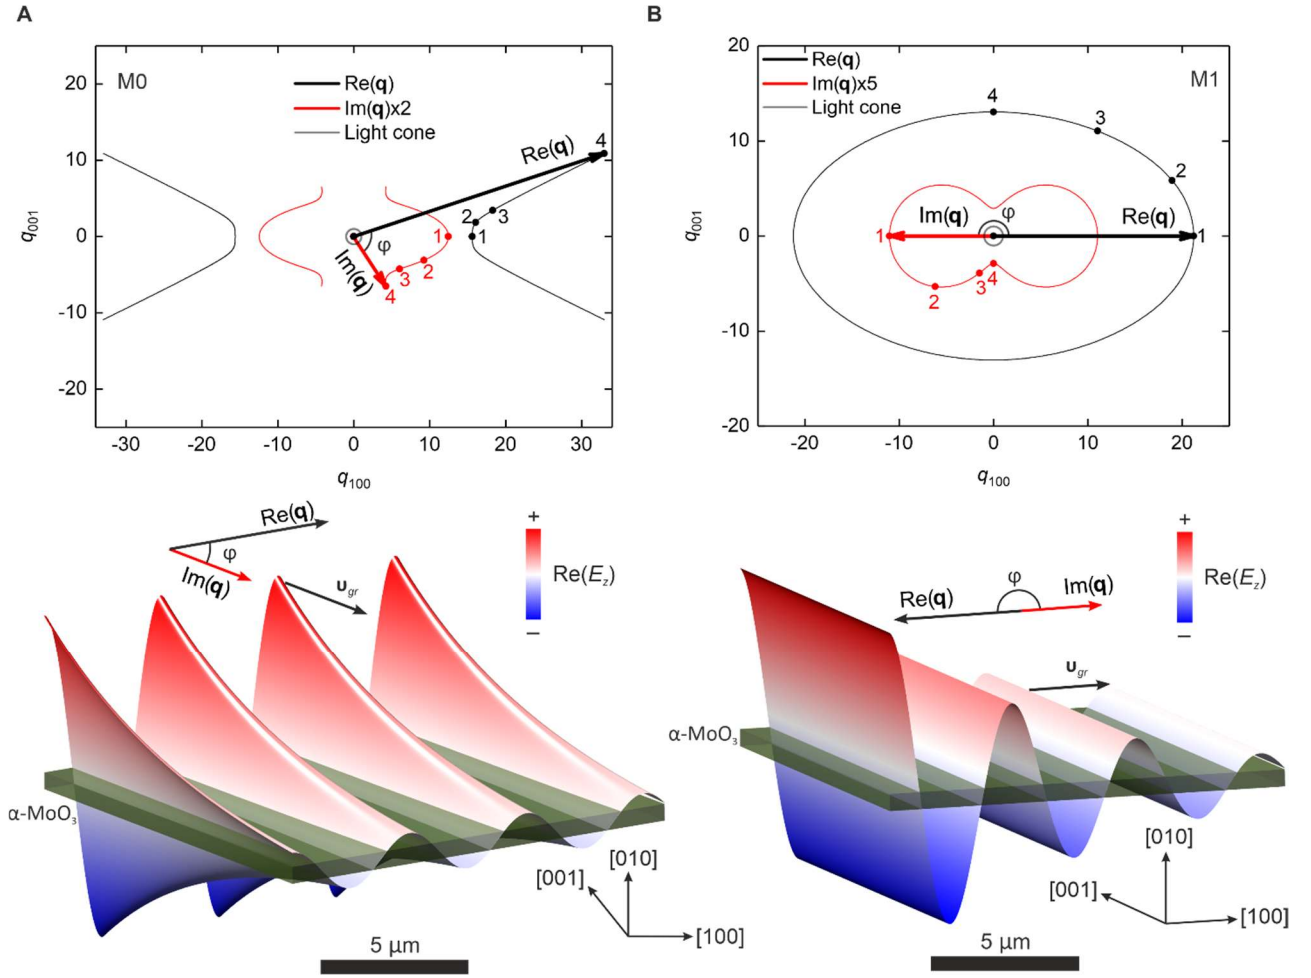 A
M0
Re(q)
Im(q)x2
Light cone
20
10
0
-10
-20
q001
-30
-20
-10
0
10
20
30
q100
Re(q)
4
2
3
1
1
φ
Im(q)
3
2
4
B
M1
Re(q)
Im(q)x5
Light cone
20
10
0
-10
-20
q001
-20
-10
0
10
20
q100
4
3
2
Im(q)
φ
Re(q)
1
1
4
3
2
Re(q)
φ
Im(q)
υgr
+
Re(Ez)
–
α-MoO3
[010]
[001]
[100]
5 µm
+
Re(Ez)
–
φ
Re(q)
Im(q)
υgr
α-MoO3
[010]
[001]
[100]
5 µm